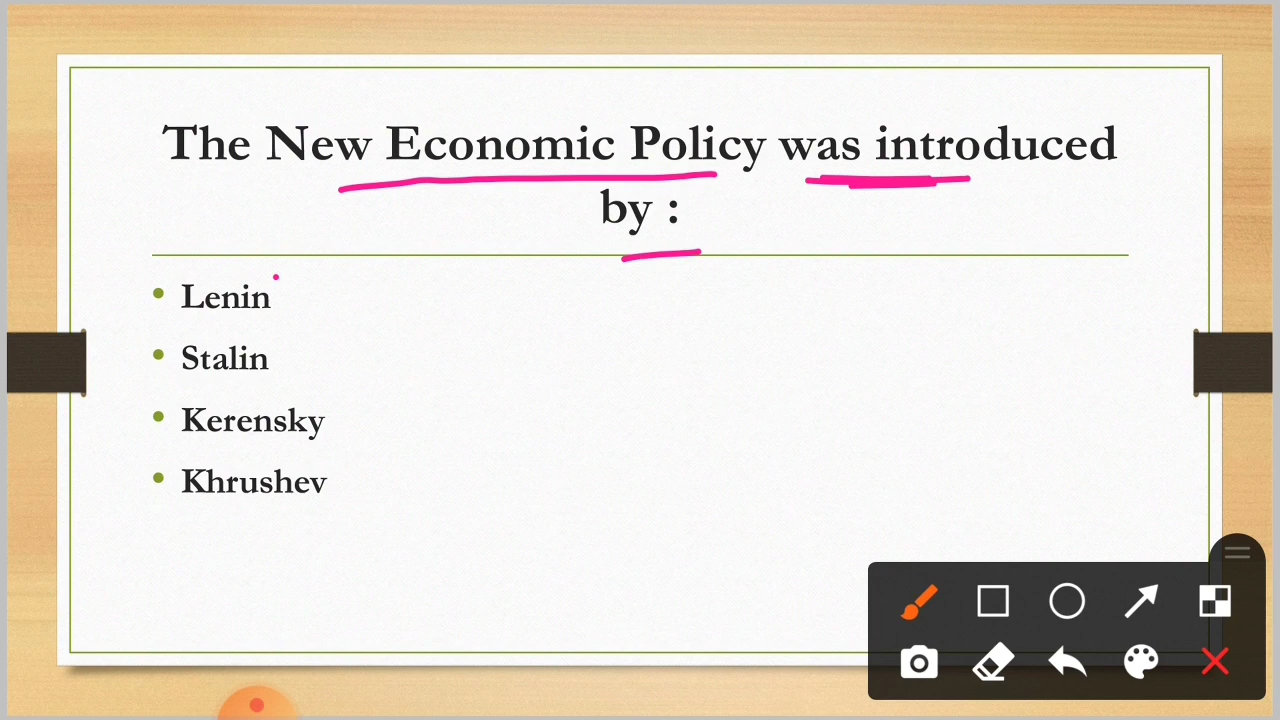 The New Economic Policy was introduced
by :
Lenin
Stalin
Kerensky
Khrushev